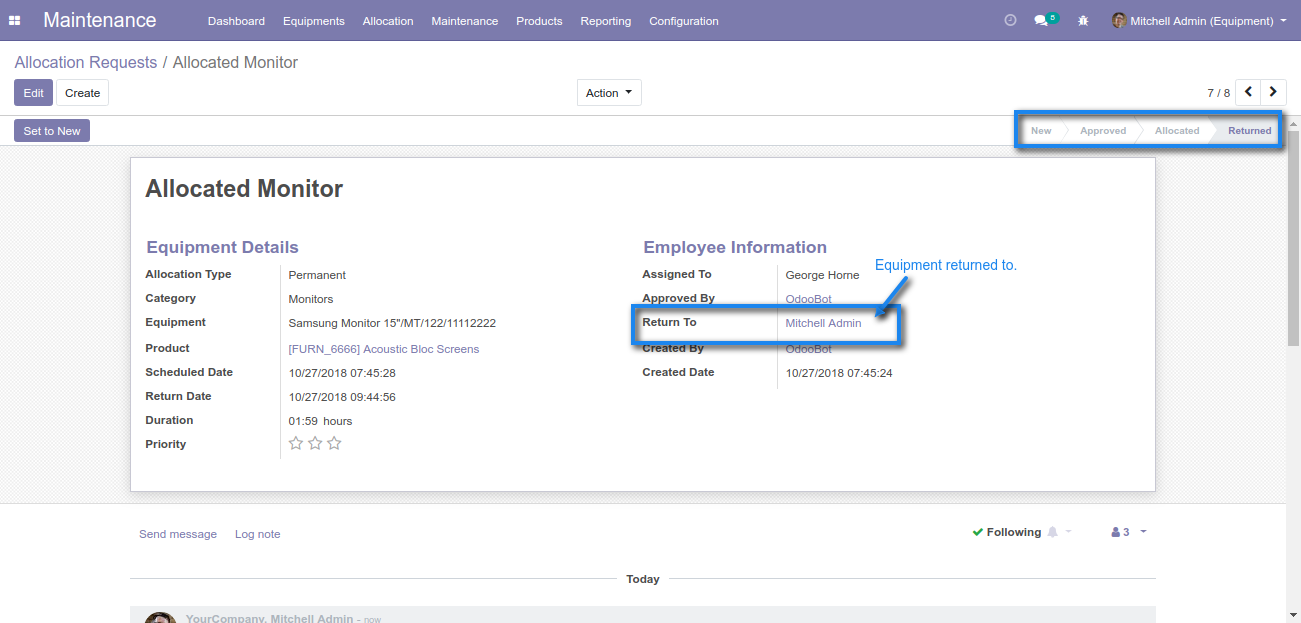 Maintenance Dashboard Equipments Allocation Maintenance Products Reporting Configuration 5 Mitchell Admin (Equipment)
Allocation Requests / Allocated Monitor
Edit Create Action 7 / 8
Set to New New Approved Allocated Returned
Allocated Monitor
Equipment Details
Allocation Type Permanent
Category Monitors
Equipment Samsung Monitor 15"/MT/122/11112222
Product [FURN_6666] Acoustic Bloc Screens
Scheduled Date 10/27/2018 07:45:28
Return Date 10/27/2018 09:44:56
Duration 01:59 hours
Priority
Employee Information
Equipment returned to.
Assigned To George Horne
Approved By OdooBot
Return To Mitchell Admin
Created By OdooBot
Created Date 10/27/2018 07:45:24
Send message Log note Following 3
Today
YourCompany, Mitchell Admin - now